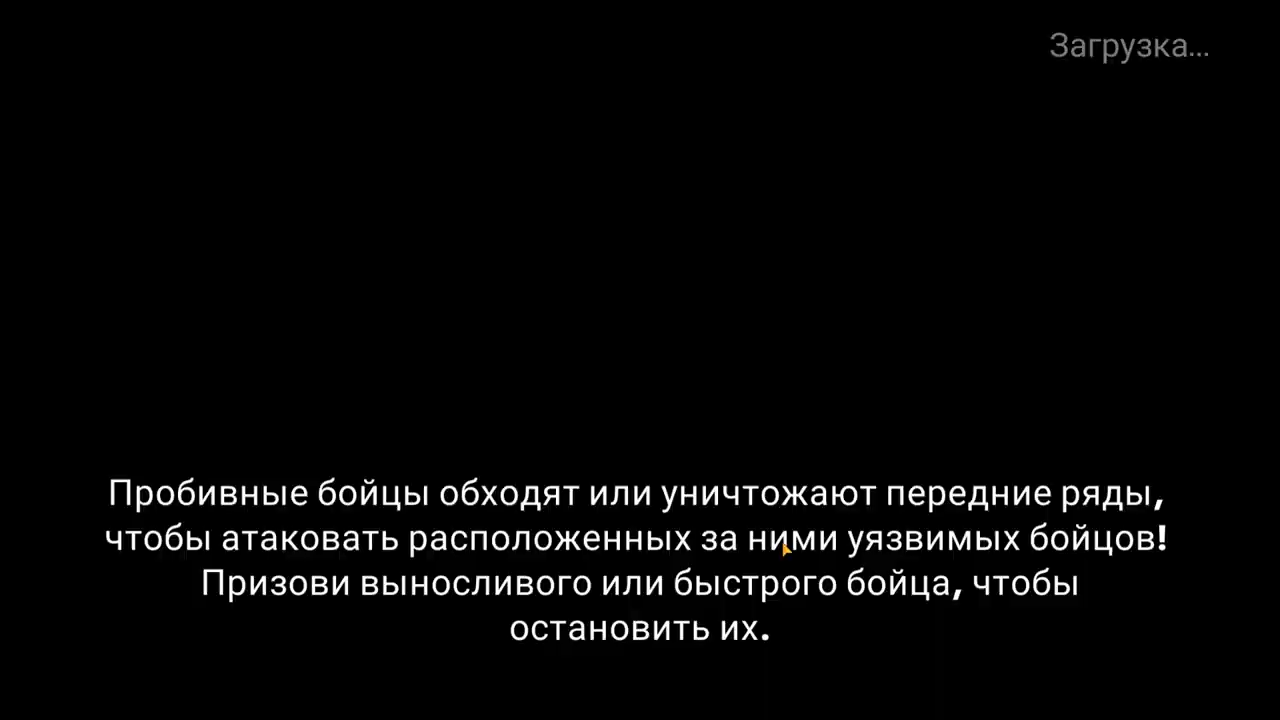 Загрузка...
Пробивные бойцы обходят или уничтожают передние ряды,
чтобы атаковать расположенных за ними уязвимых бойцов!
Призови выносливого или быстрого бойца, чтобы
остановить их.